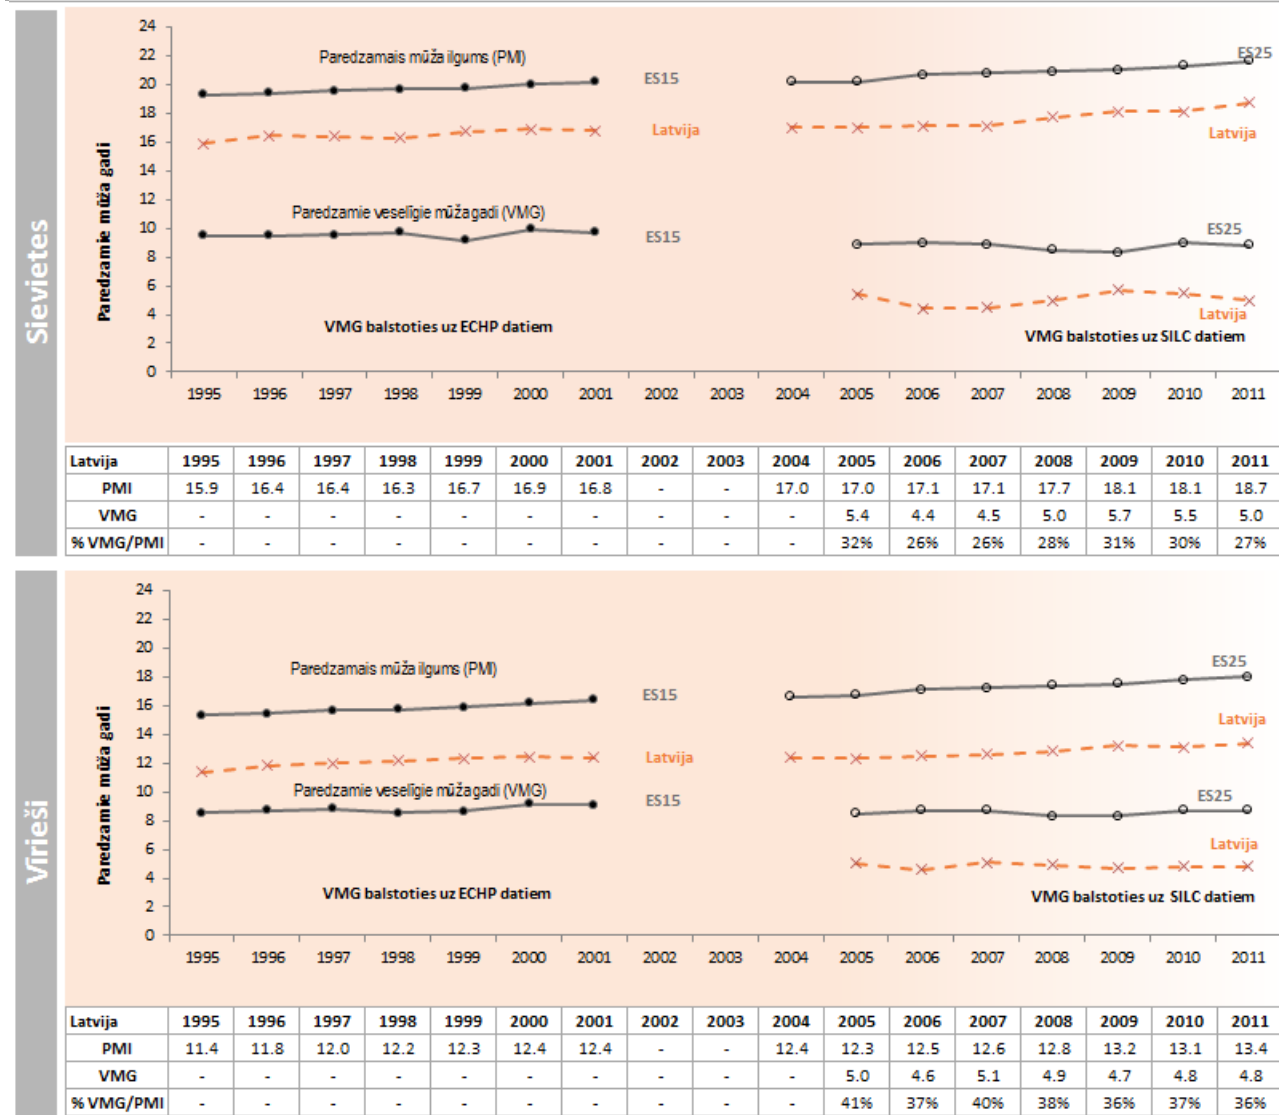 Sievietes
24
22
20
18
16
14
12
10
8
6
4
2
0
Paredzamie mūža gadi
Paredzamais mūža ilgums (PMI)
ES15
ES25
Latvija
Latvija
Paredzamie veselīgie mūža gadi (VMG)
ES15
ES25
Latvija
VMG balstoties uz ECHP datiem
VMG balstoties uz SILC datiem
1995 1996 1997 1998 1999 2000 2001 2002 2003 2004 2005 2006 2007 2008 2009 2010 2011
Latvija 1995 1996 1997 1998 1999 2000 2001 2002 2003 2004 2005 2006 2007 2008 2009 2010 2011
PMI 15.9 16.4 16.4 16.3 16.7 16.9 16.8 - - 17.0 17.0 17.1 17.1 17.7 18.1 18.1 18.7
VMG - - - - - - - - - - 5.4 4.4 4.5 5.0 5.7 5.5 5.0
% VMG/PMI - - - - - - - - - - 32% 26% 26% 28% 31% 30% 27%
Vīrieši
24
22
20
18
16
14
12
10
8
6
4
2
0
Paredzamie mūža gadi
Paredzamais mūža ilgums (PMI)
ES15
ES25
Latvija
Latvija
Paredzamie veselīgie mūža gadi (VMG)
ES15
ES25
Latvija
VMG balstoties uz ECHP datiem
VMG balstoties uz SILC datiem
1995 1996 1997 1998 1999 2000 2001 2002 2003 2004 2005 2006 2007 2008 2009 2010 2011
Latvija 1995 1996 1997 1998 1999 2000 2001 2002 2003 2004 2005 2006 2007 2008 2009 2010 2011
PMI 11.4 11.8 12.0 12.2 12.3 12.4 12.4 - - 12.4 12.3 12.5 12.6 12.8 13.2 13.1 13.4
VMG - - - - - - - - - - 5.0 4.6 5.1 4.9 4.7 4.8 4.8
% VMG/PMI - - - - - - - - - - 41% 37% 40% 38% 36% 37% 36%